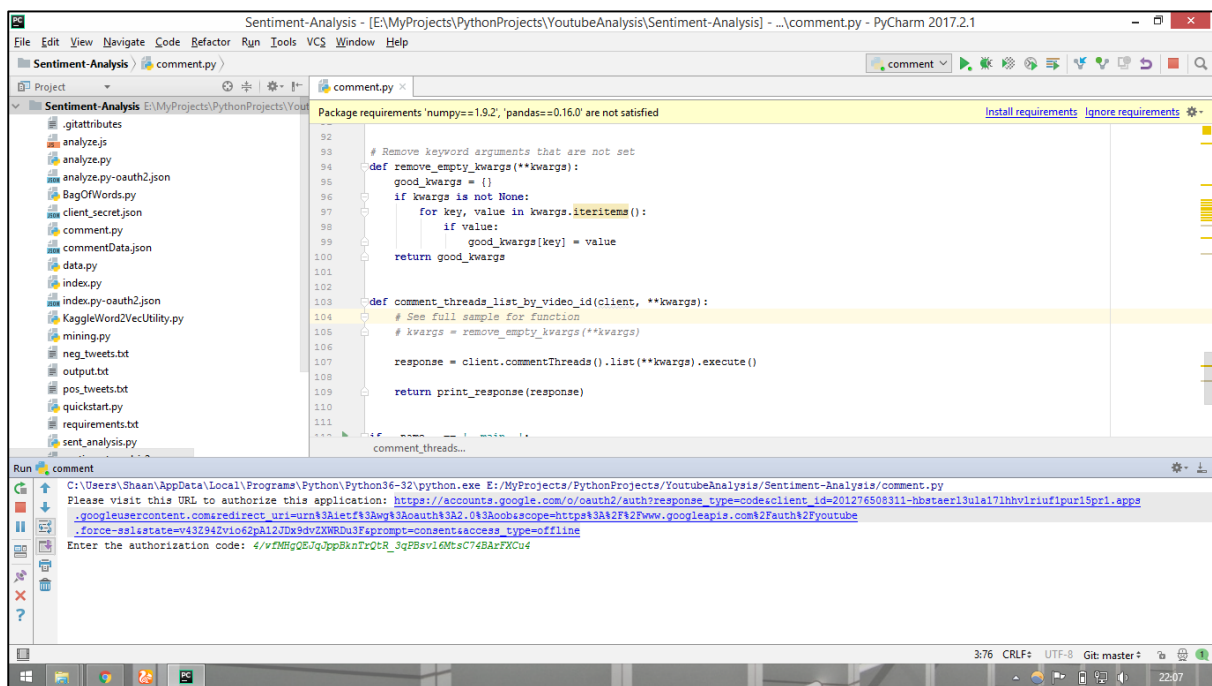 PC
Sentiment-Analysis - [E:\MyProjects\PythonProjects\YoutubeAnalysis\Sentiment-Analysis] - ...\comment.py - PyCharm 2017.2.1
File Edit View Navigate Code Refactor Run Tools VCS Window Help
Sentiment-Analysis comment.py
comment
Project
comment.py
Sentiment-Analysis E:\MyProjects\PythonProjects\Yout
Package requirements 'numpy==1.9.2', 'pandas==0.16.0' are not satisfied
Install requirements Ignore requirements
.gitattributes
analyze.js
analyze.py
analyze.py-oauth2.json
BagOfWords.py
client_secret.json
comment.py
commentData.json
data.py
index.py
index.py-oauth2.json
KaggleWord2VecUtility.py
mining.py
neg_tweets.txt
output.txt
pos_tweets.txt
quickstart.py
requirements.txt
sent_analysis.py
92
93 # Remove keyword arguments that are not set
94 def remove_empty_kwargs(**kwargs):
95 good_kwargs = {}
96 if kwargs is not None:
97 for key, value in kwargs.iteritems():
98 if value:
99 good_kwargs[key] = value
100 return good_kwargs
101
102
103 def comment_threads_list_by_video_id(client, **kwargs):
104 # See full sample for function
105 # kwargs = remove_empty_kwargs(**kwargs)
106
107 response = client.commentThreads().list(**kwargs).execute()
108
109 return print_response(response)
110
111
comment_threads...
Run comment
C:\Users\Shaan\AppData\Local\Programs\Python\Python36-32\python.exe E:/MyProjects/PythonProjects/YoutubeAnalysis/Sentiment-Analysis/comment.py
Please visit this URL to authorize this application: https://accounts.google.com/o/oauth2/auth?response_type=code&client_id=201276508311-hbstaerl3ula17lhhvlriuf1pur15pr1.apps
.googleusercontent.com&redirect_uri=urn%3Aietf%3Awg%3Aoauth%3A2.0%3Aoob&scope=https%3A%2F%2Fwww.googleapis.com%2Fauth%2Fyoutube
.force-ssl&state=v43Z94Zvio62pA12JDx9dvZXWRDu3F&prompt=consent&access_type=offline
Enter the authorization code: 4/vfMHgQEJqJppBknTrQtR_3qPBsvl6MtsC74BArFXCu4
3:76 CRLF UTF-8 Git: master 1
PC
22:07